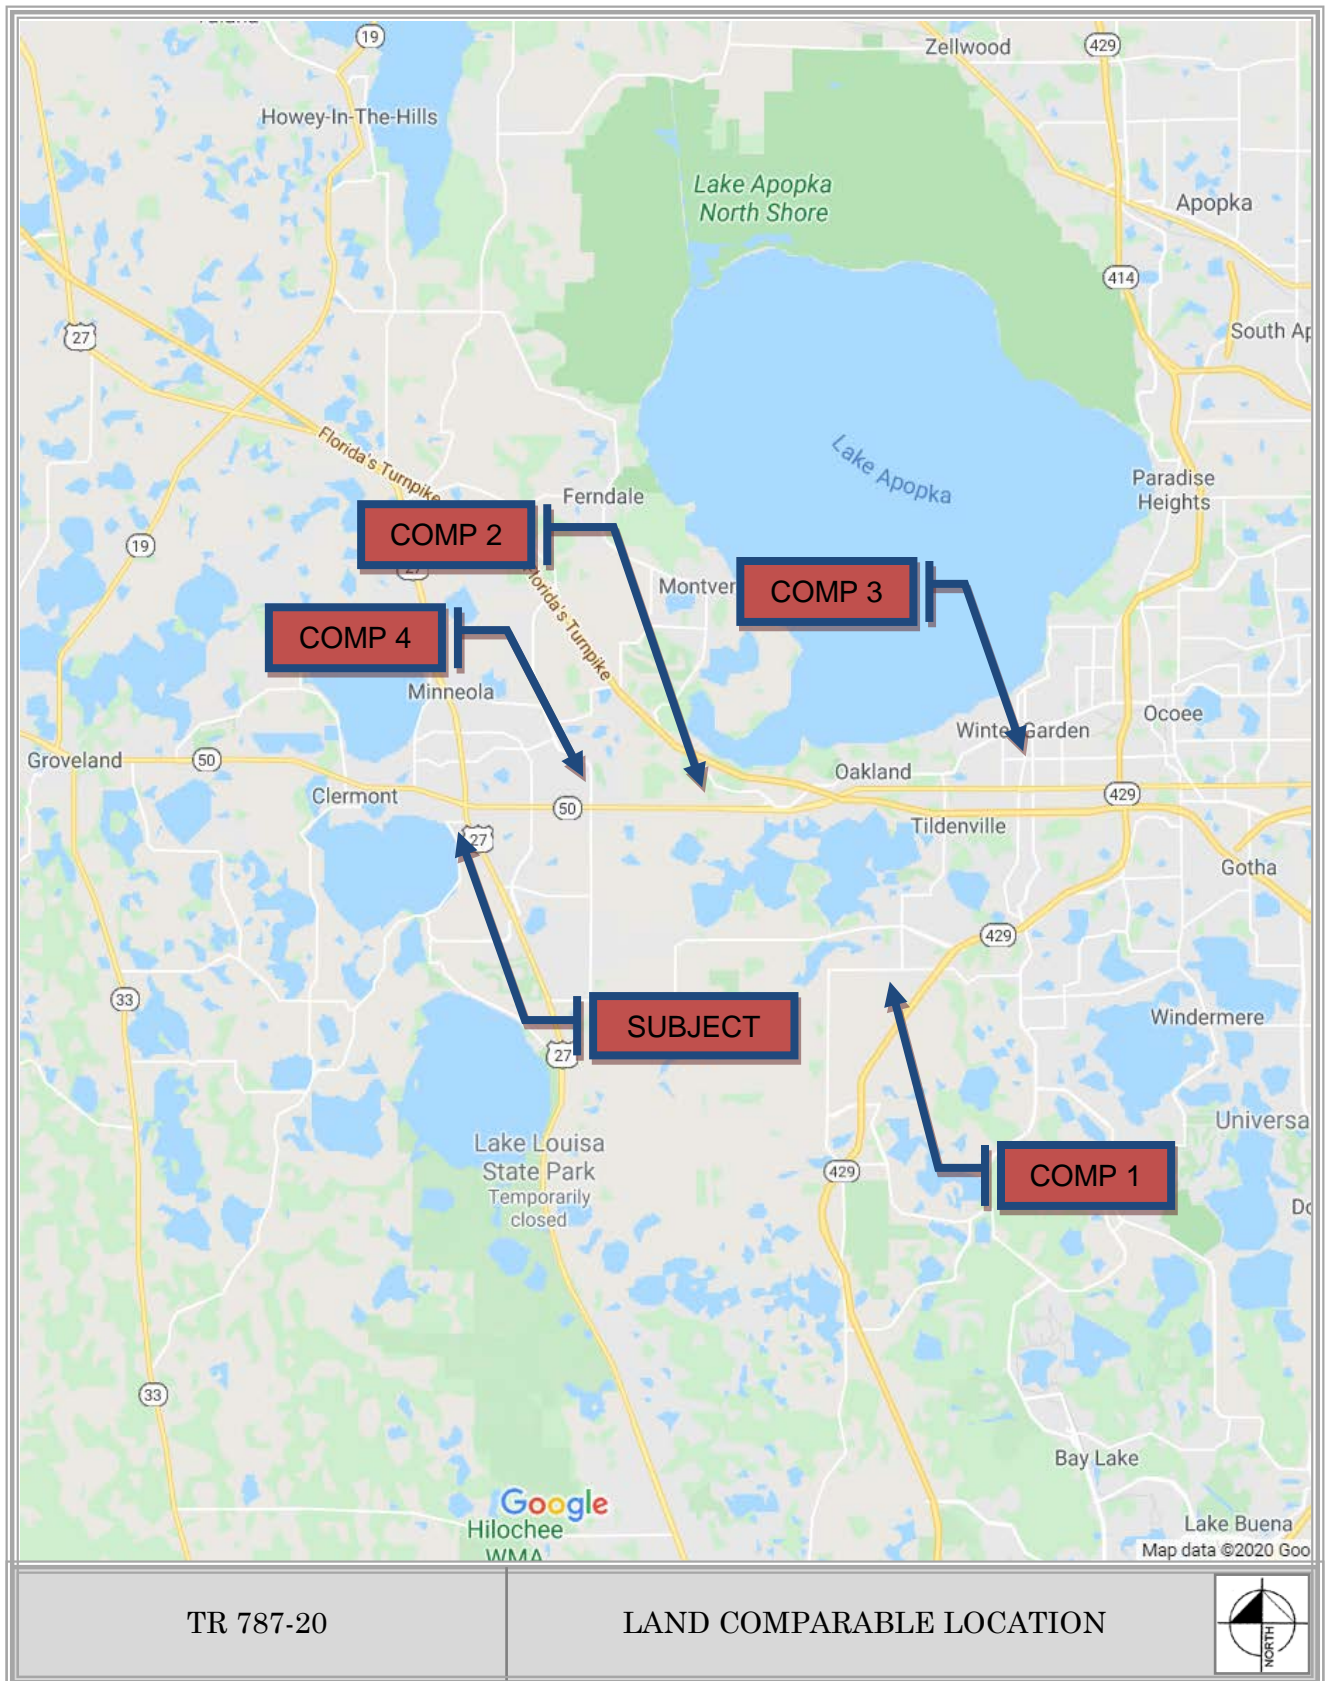 19
Zellwood
429
Howey-In-The-Hills
Lake Apopka
North Shore
Apopka
414
27
South Ap
Florida's Turnpike
Lake Apopka
Paradise
Heights
Ferndale
COMP 2
19
27
Florida's Turnpike
Montver
COMP 3
COMP 4
Minneola
Ocoee
Winter Garden
Groveland
50
Oakland
Clermont
50
429
27
Tildenville
Gotha
429
33
SUBJECT
Windermere
27
Universa
Lake Louisa
State Park
Temporarily
closed
429
COMP 1
Do
33
Bay Lake
Google
Hilochee
WMA
Lake Buena
Map data ©2020 Goo
TR 787-20
LAND COMPARABLE LOCATION
NORTH